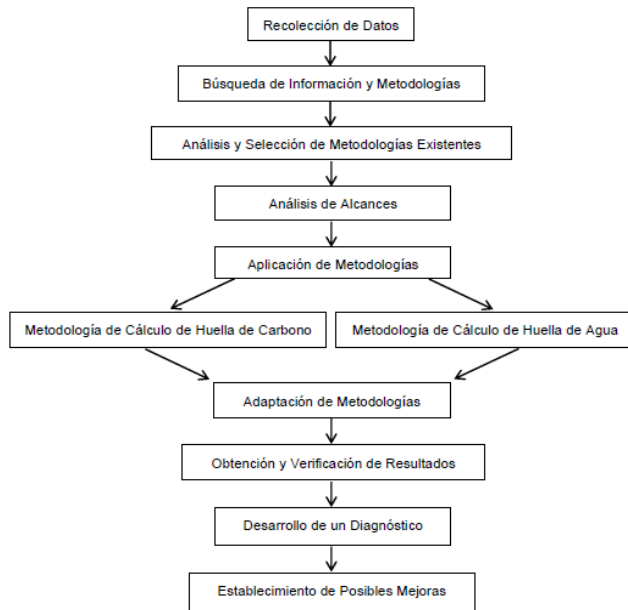 Recolección de Datos
Búsqueda de Información y Metodologías
Análisis y Selección de Metodologías Existentes
Análisis de Alcances
Aplicación de Metodologías
Metodología de Cálculo de Huella de Carbono
Metodología de Cálculo de Huella de Agua
Adaptación de Metodologías
Obtención y Verificación de Resultados
Desarrollo de un Diagnóstico
Establecimiento de Posibles Mejoras